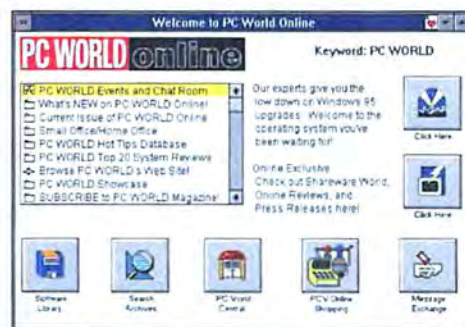 Welcome to PC World Online
PC WORLD online
Keyword: PC WORLD
PC WORLD Events and Chat Room
What's NEW on PC WORLD Online!
Current Issue of PC WORLD Online
Small Office/Home Office
PC WORLD Hot Tips Database
PC WORLD Top 20 System Reviews
Browse PC WORLD's Web Site!
PC WORLD Showcase
SUBSCRIBE to PC WORLD Magazine!
Our experts give you the
low down on Windows 95
upgrades. Welcome to the
operating system you've
been waiting for!
Online Exclusive
Check out Shareware World,
Online Reviews, and
Press Releases here!
Click Here
Click Here
Software
Library
Search
Archives
PC World
Central
PCW Online
Shopping
Message
Exchange